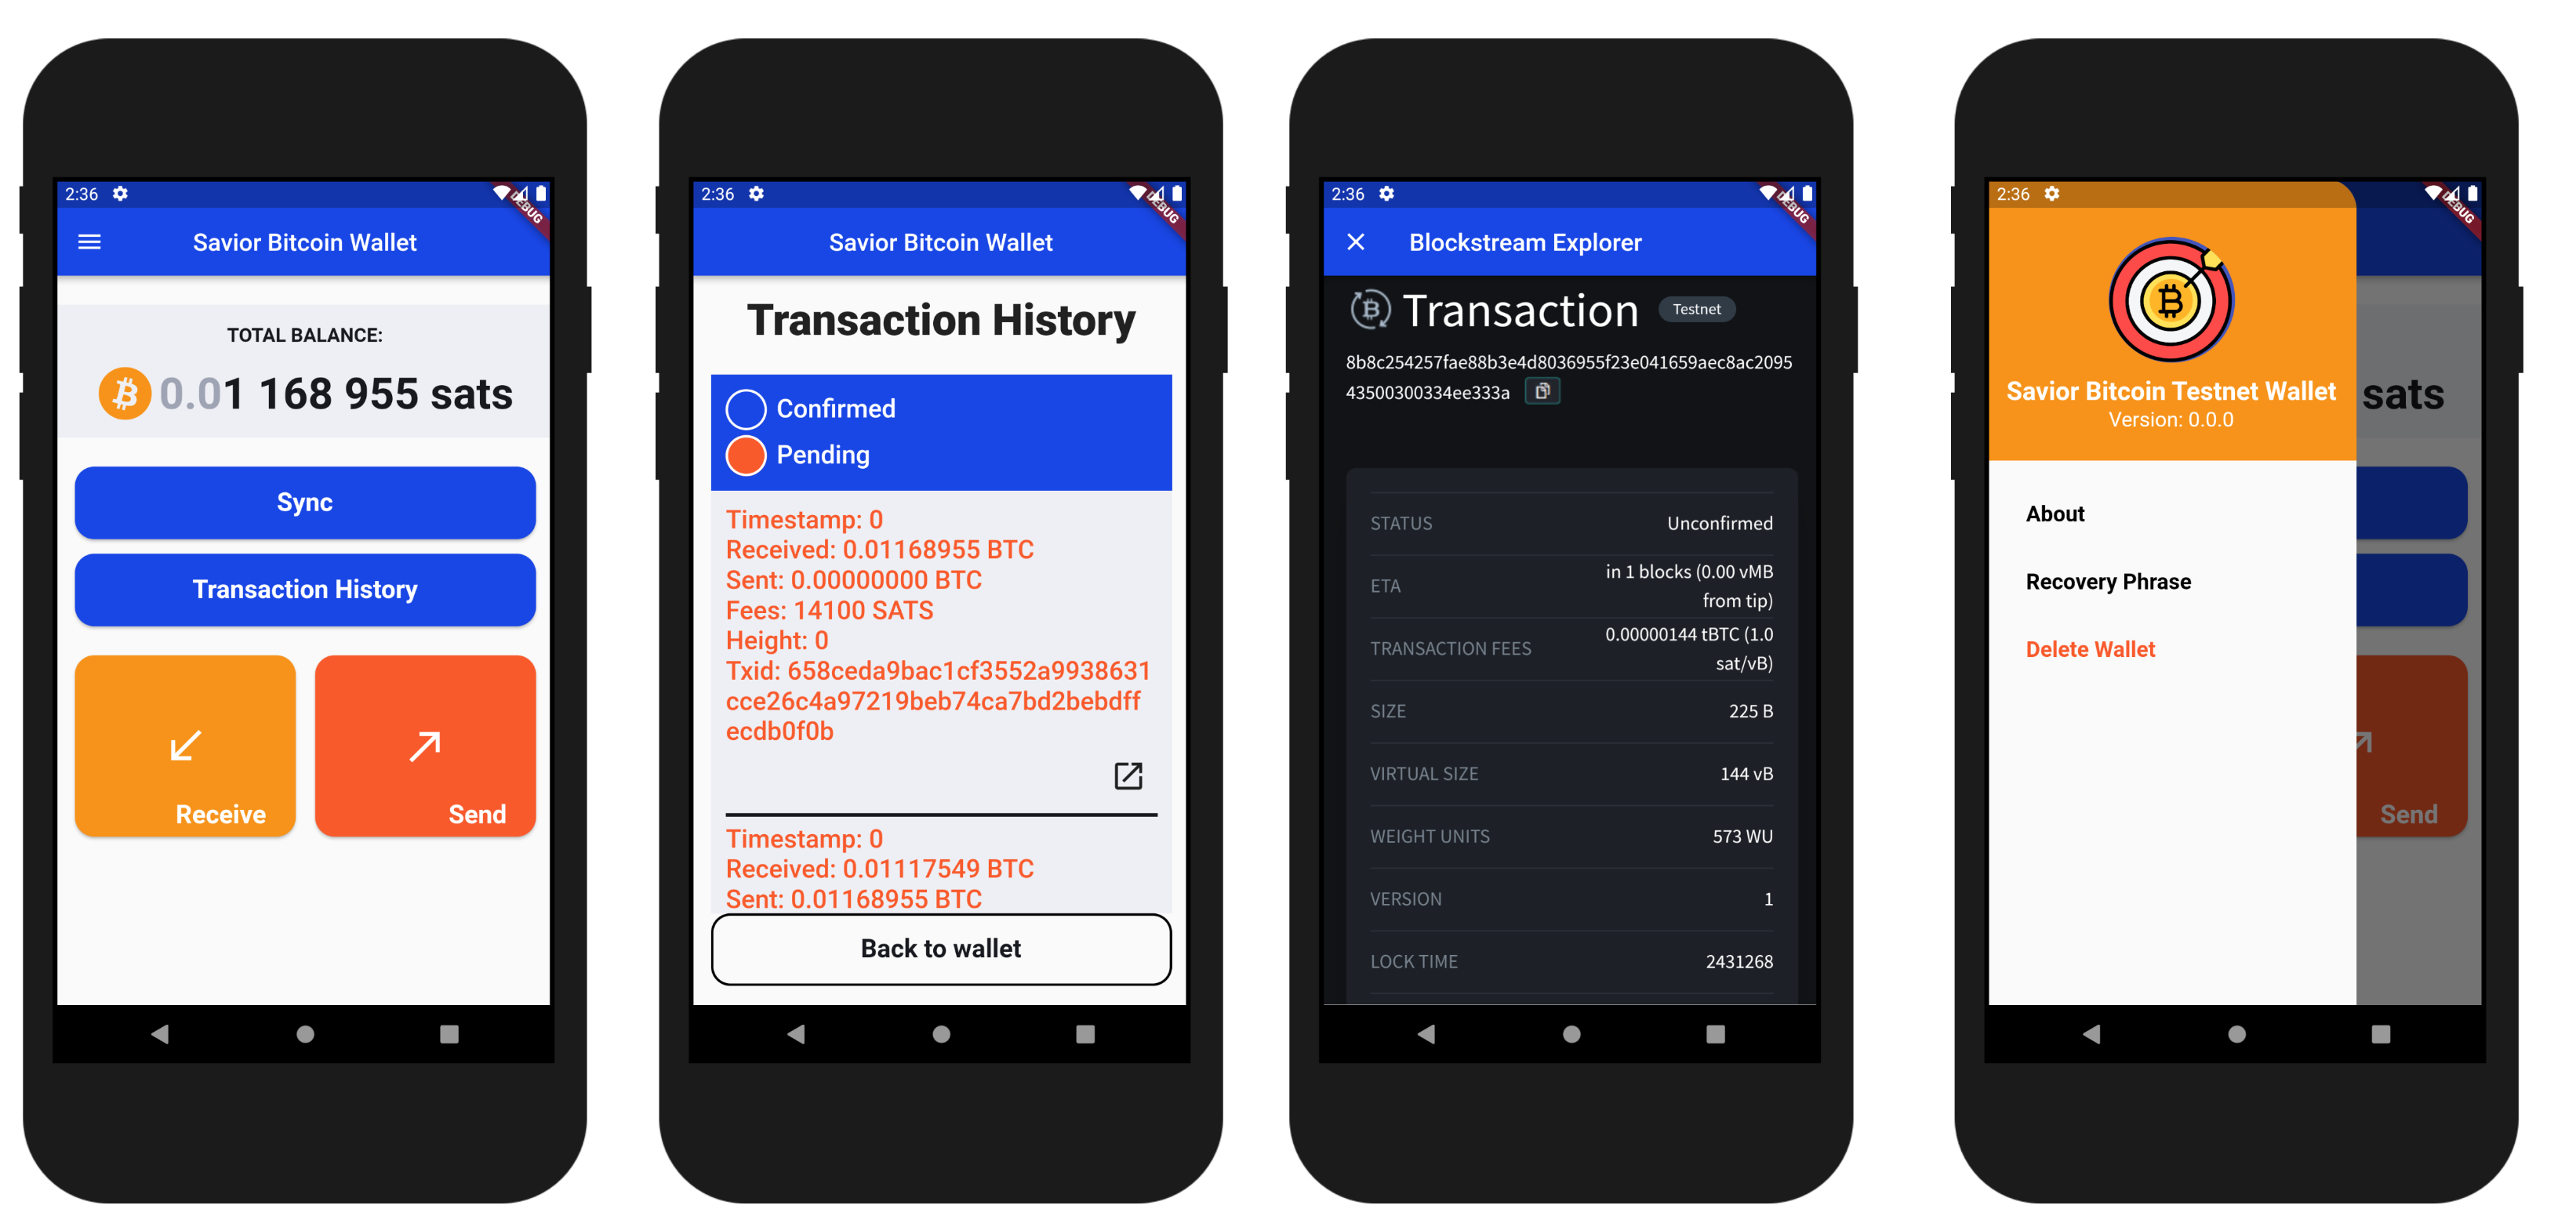 2:36
DEBUG
Savior Bitcoin Wallet
TOTAL BALANCE:
0.01 168 955 sats
Sync
Transaction History
Receive
Send
2:36
DEBUG
Savior Bitcoin Wallet
Transaction History
Confirmed
Pending
Timestamp: 0
Received: 0.01168955 BTC
Sent: 0.00000000 BTC
Fees: 14100 SATS
Height: 0
Txid: 658ceda9bac1cf3552a9938631
cce26c4a97219beb74ca7bd2bebdff
ecdb0f0b
Timestamp: 0
Received: 0.01117549 BTC
Sent: 0.01168955 BTC
Back to wallet
2:36
DEBUG
Blockstream Explorer
Transaction Testnet
8b8c254257fae88b3e4d8036955f23e041659aec8ac2095
43500300334ee333a
STATUS Unconfirmed
ETA in 1 blocks (0.00 vMB
from tip)
TRANSACTION FEES 0.00000144 tBTC (1.0
sat/vB)
SIZE 225 B
VIRTUAL SIZE 144 vB
WEIGHT UNITS 573 WU
VERSION 1
LOCK TIME 2431268
2:36
DEBUG
Savior Bitcoin Testnet Wallet
Version: 0.0.0
sats
About
Recovery Phrase
Delete Wallet
Send